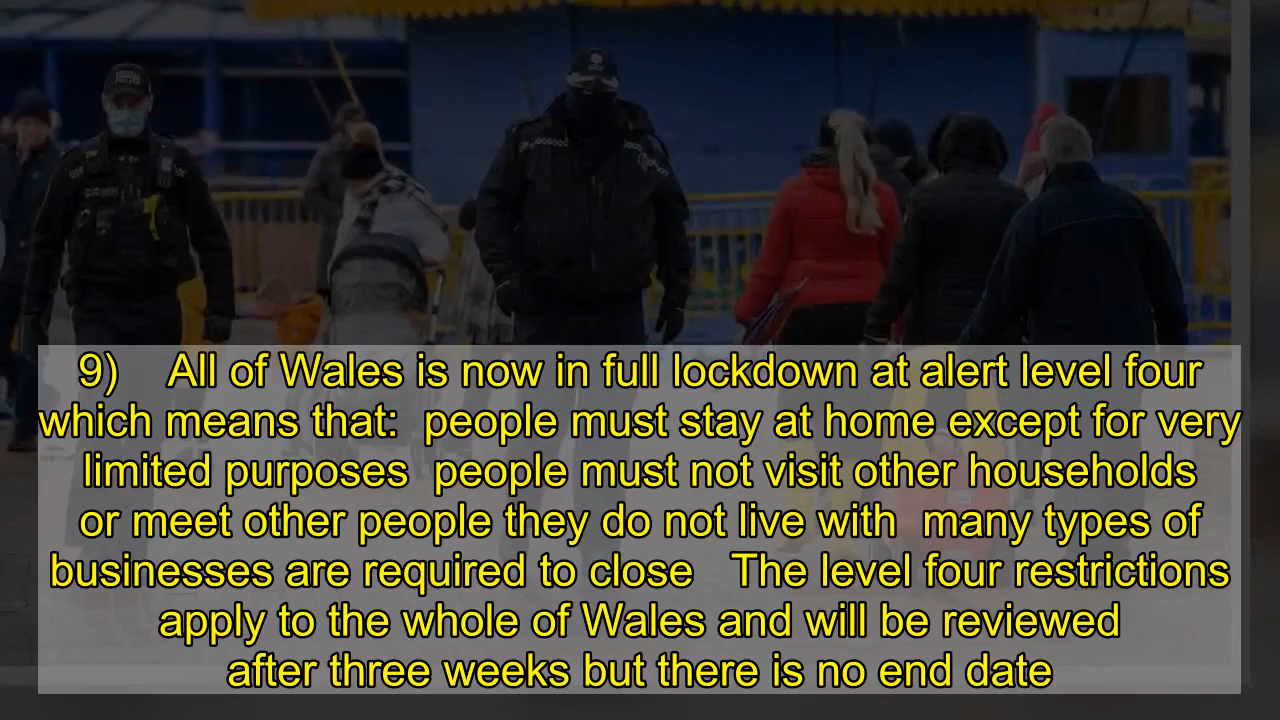 9) All of Wales is now in full lockdown at alert level four
which means that: people must stay at home except for very
limited purposes people must not visit other households
or meet other people they do not live with many types of
businesses are required to close The level four restrictions
apply to the whole of Wales and will be reviewed
after three weeks but there is no end date